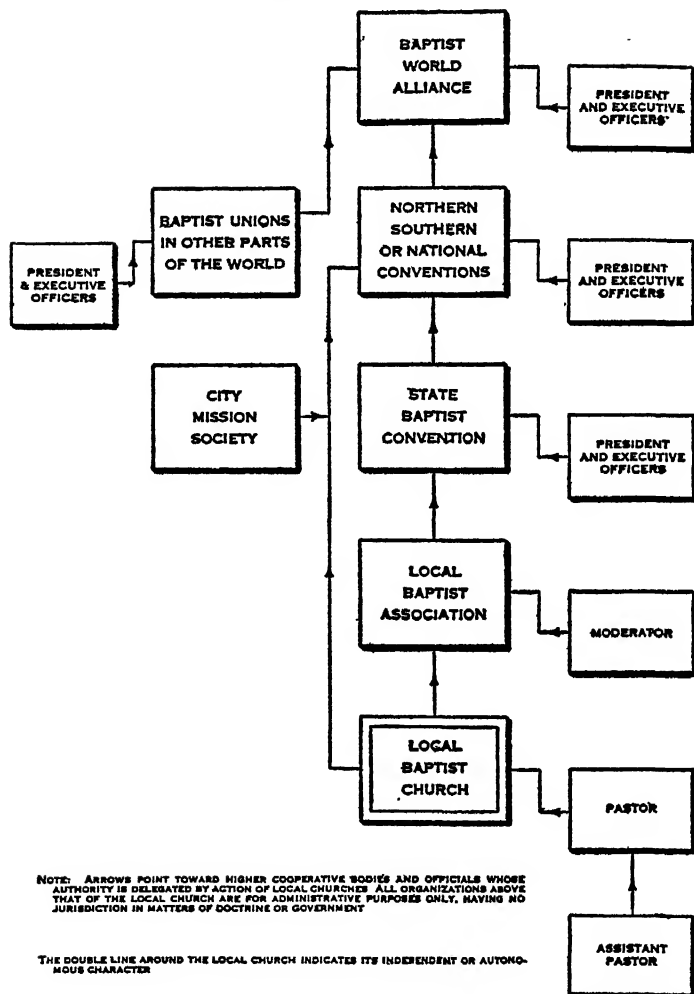 BAPTIST
WORLD
ALLIANCE
PRESIDENT
AND EXECUTIVE
OFFICERS
BAPTIST UNIONS
IN OTHER PARTS
OF THE WORLD
NORTHERN
SOUTHERN
OR NATIONAL
CONVENTIONS
PRESIDENT
& EXECUTIVE
OFFICERS
PRESIDENT
AND EXECUTIVE
OFFICERS
CITY
MISSION
SOCIETY
STATE
BAPTIST
CONVENTION
PRESIDENT
AND EXECUTIVE
OFFICERS
LOCAL
BAPTIST
ASSOCIATION
MODERATOR
LOCAL
BAPTIST
CHURCH
PASTOR
NOTE: ARROWS POINT TOWARD HIGHER COOPERATIVE BODIES AND OFFICIALS WHOSE
AUTHORITY IS DELEGATED BY ACTION OF LOCAL CHURCHES ALL ORGANIZATIONS ABOVE
THAT OF THE LOCAL CHURCH ARE FOR ADMINISTRATIVE PURPOSES ONLY, HAVING NO
JURISDICTION IN MATTERS OF DOCTRINE OR GOVERNMENT
THE DOUBLE LINE AROUND THE LOCAL CHURCH INDICATES ITS INDEPENDENT OR AUTONO-
MOUS CHARACTER
ASSISTANT
PASTOR